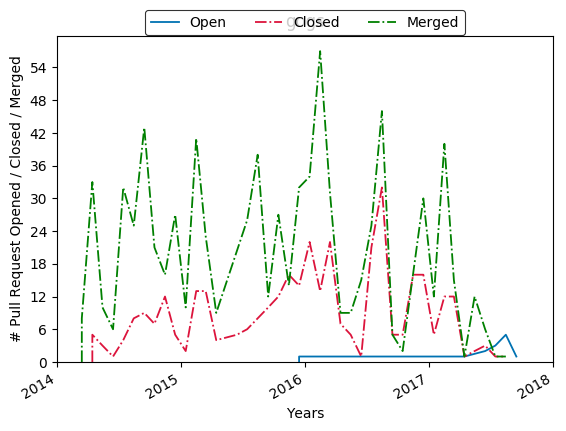 Open Closed Merged
# Pull Request Opened / Closed / Merged
54
48
42
36
30
24
18
12
6
0
2014 2015 2016 2017 2018
Years